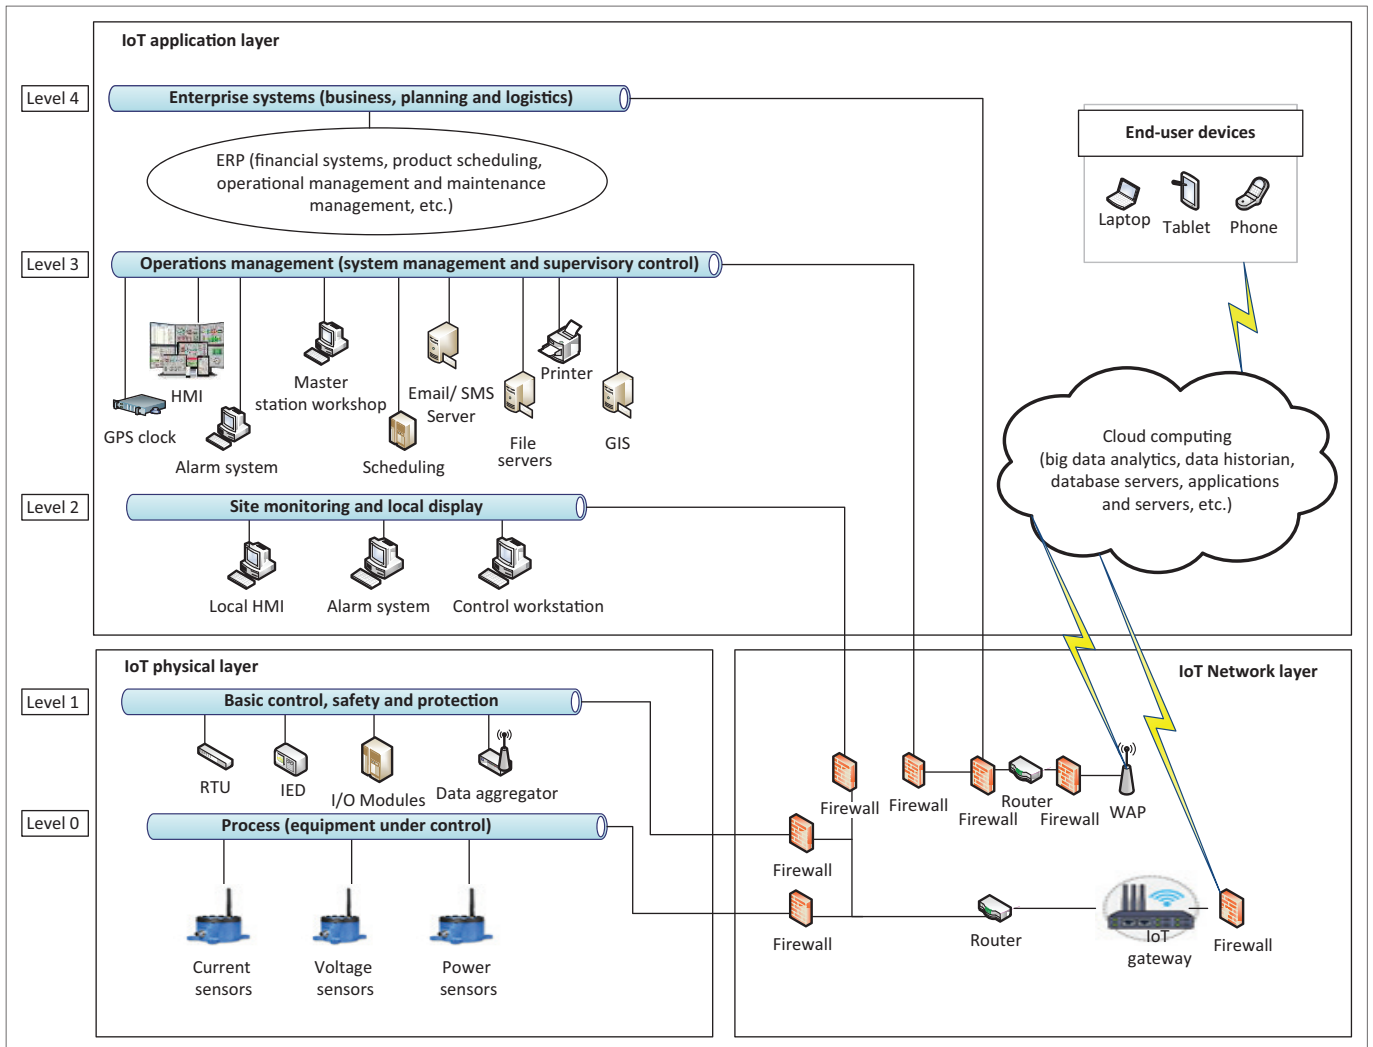 IoT application layer
Level 4
Enterprise systems (business, planning and logistics)
ERP (financial systems, product scheduling,
operational management and maintenance
management, etc.)
End-user devices
Laptop
Tablet
Phone
Level 3
Operations management (system management and supervisory control)
HMI
GPS clock
Alarm system
Master
station workshop
Scheduling
Email/ SMS
Server
File
servers
Printer
GIS
Cloud computing
(big data analytics, data historian,
database servers, applications
and servers, etc.)
Level 2
Site monitoring and local display
Local HMI
Alarm system
Control workstation
IoT physical layer
Level 1
Basic control, safety and protection
RTU
IED
I/O Modules
Data aggregator
Level 0
Process (equipment under control)
Current
sensors
Voltage
sensors
Power
sensors
IoT Network layer
Firewall
Firewall
Firewall
Router
Firewall
WAP
Firewall
Firewall
Router
IoT
gateway
Firewall